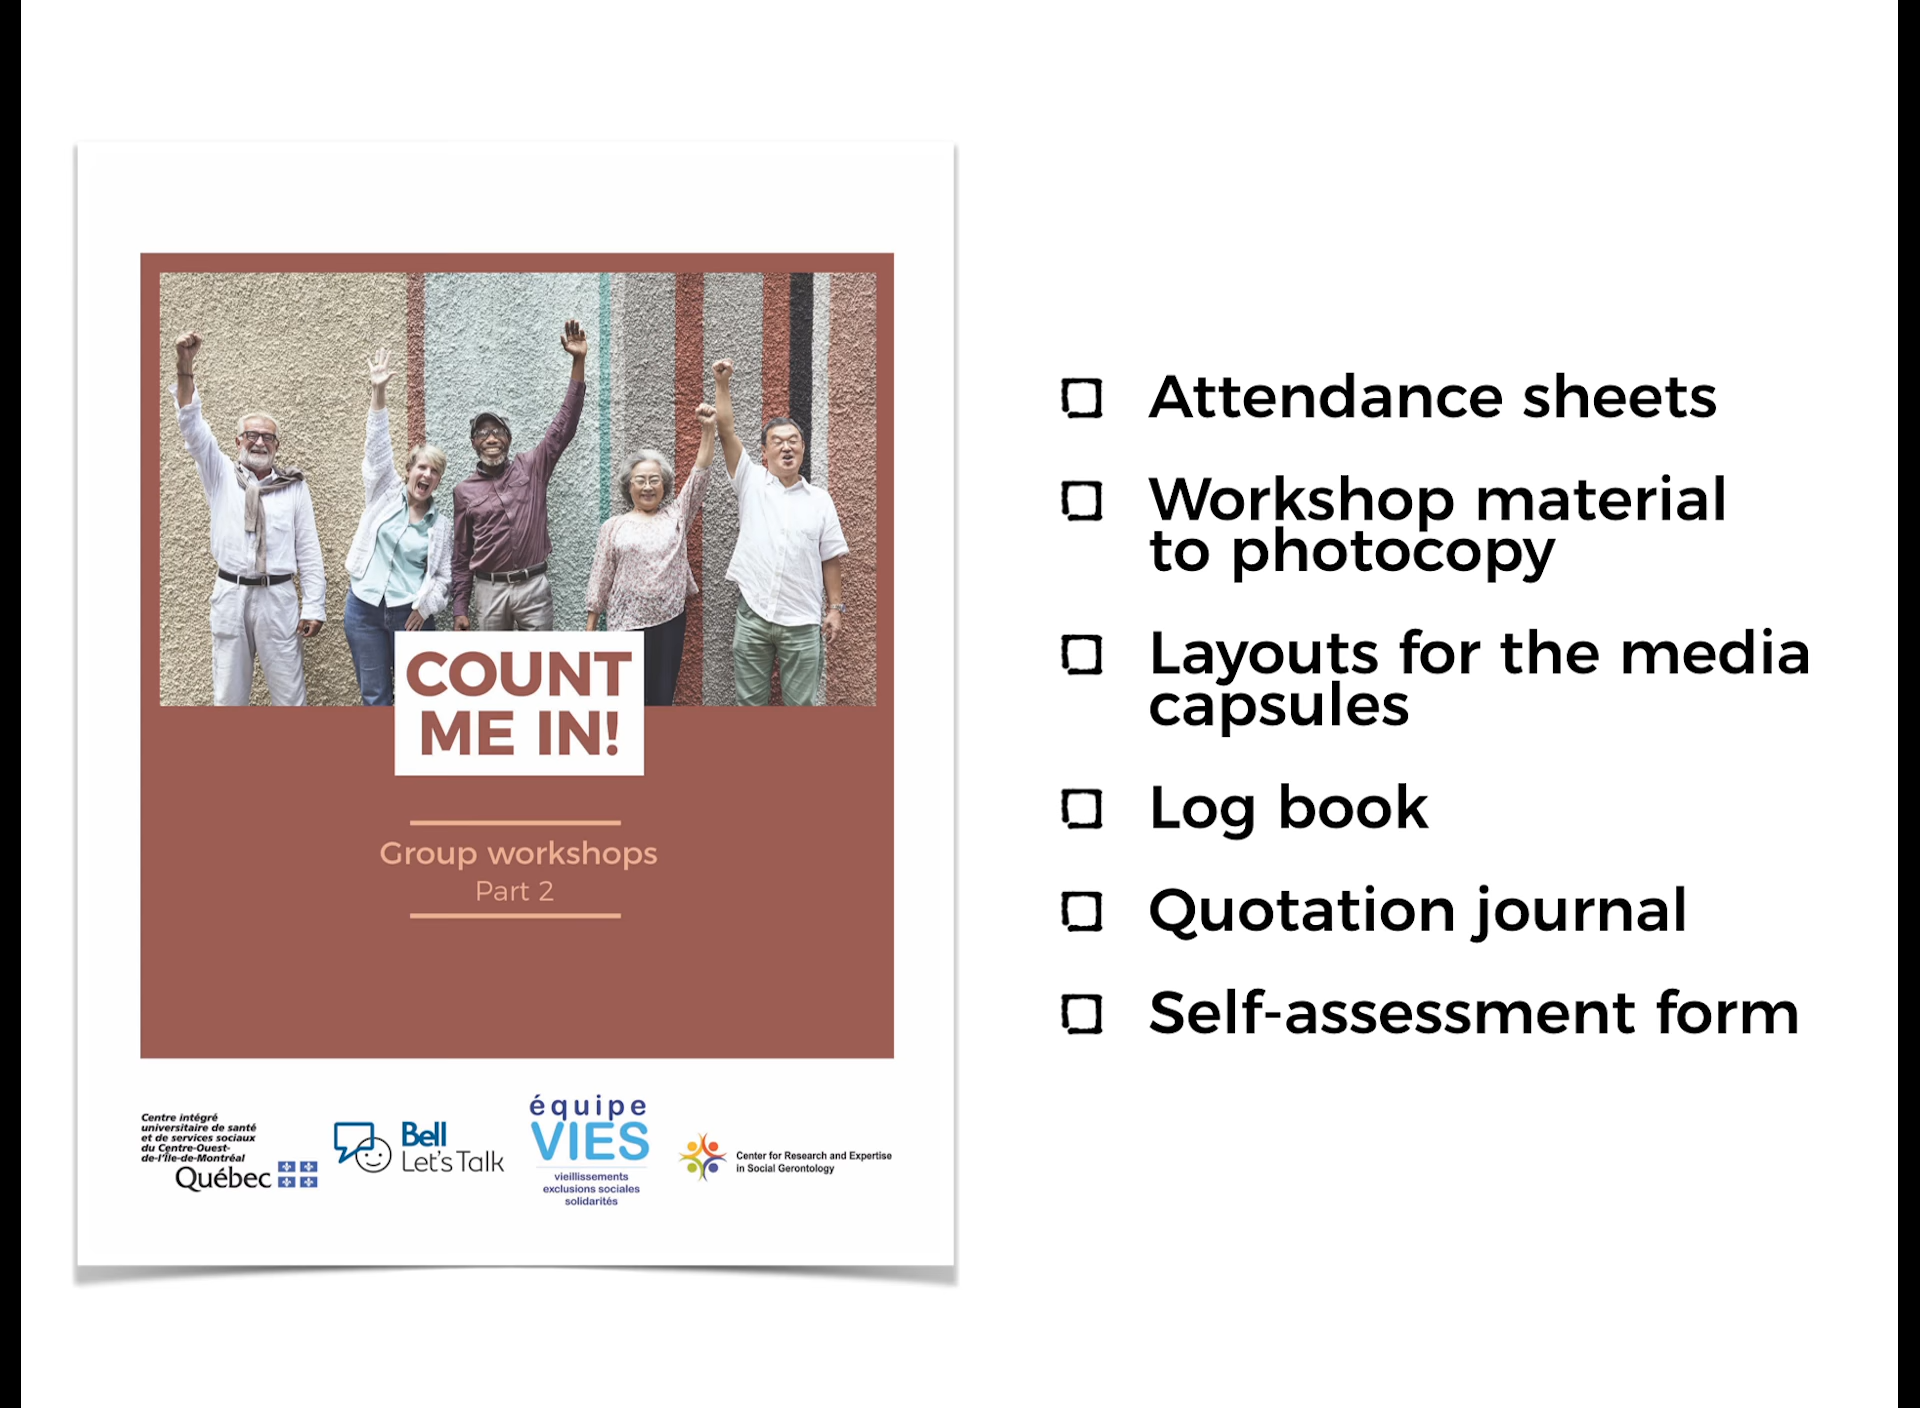 COUNT
ME IN!
Group workshops
Part 2
Centre intégré
universitaire de santé
et de services sociaux
du Centre-Ouest-
de-l'Île-de-Montréal
Québec
Bell
Let's Talk
équipe
VIES
vieillissements
exclusions sociales
solidarités
Center for Research and Expertise
in Social Gerontology
Attendance sheets
Workshop material
to photocopy
Layouts for the media
capsules
Log book
Quotation journal
Self-assessment form